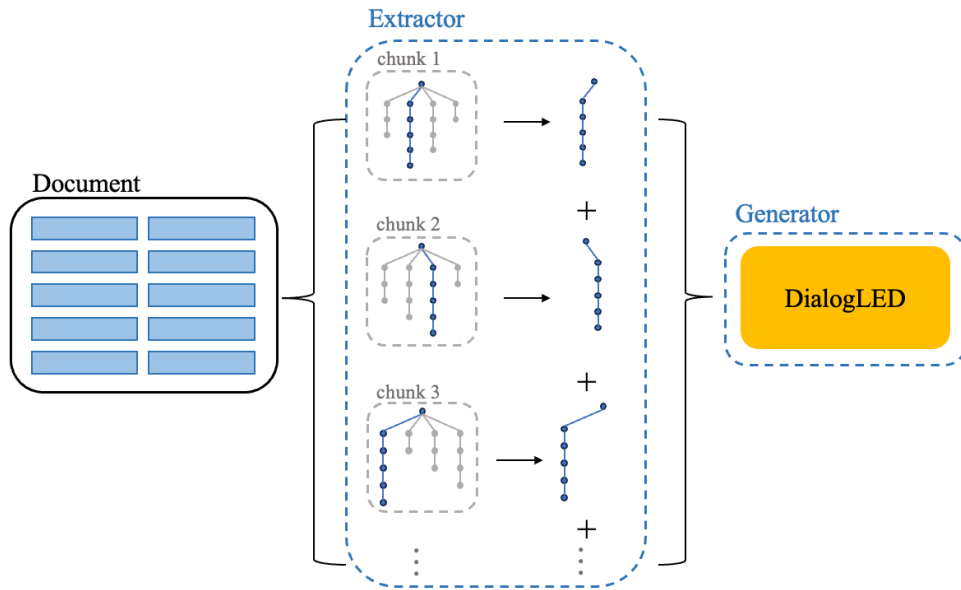 Extractor
chunk 1
Document
+
chunk 2
Generator
DialogLED
+
chunk 3
+